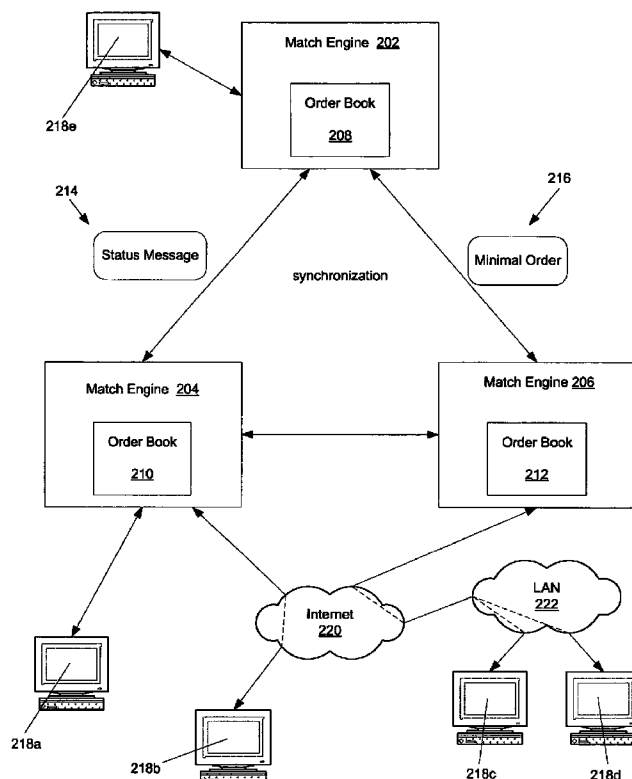 Match Engine 202
Order Book
208
218e
214
216
Status Message
Minimal Order
synchronization
Match Engine 204
Match Engine 206
Order Book
210
Order Book
212
LAN
222
Internet
220
218a
218b
218c
218d